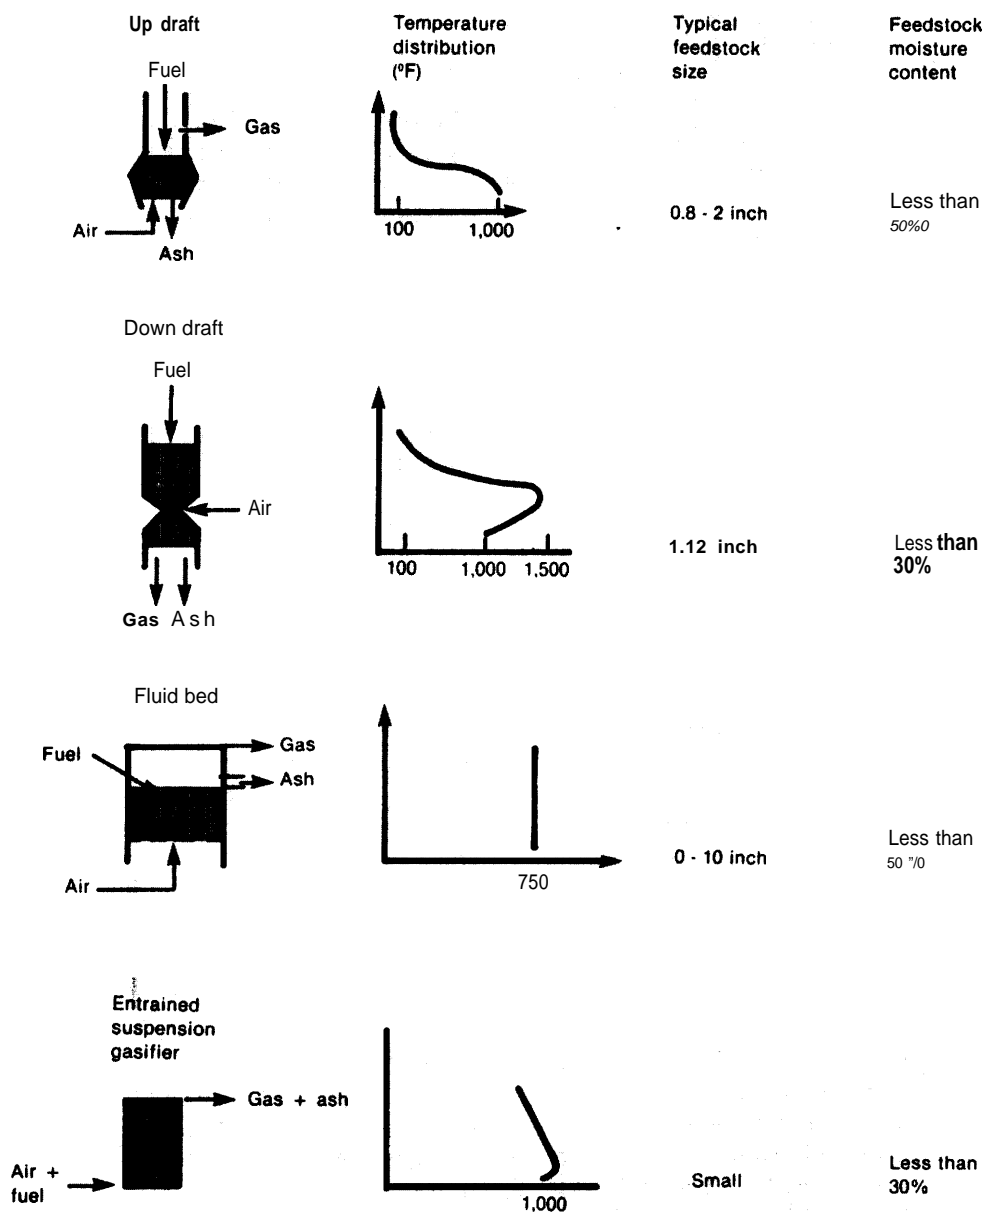 Up draft
Temperature
distribution
(ºF)
Typical
feedstock
size
Feedstock
moisture
content
Fuel
Gas
Air
Ash
100 1,000
0.8 - 2 inch
Less than
50%0
Down draft
Fuel
Air
Gas Ash
100 1,000 1,500
1.12 inch
Less than
30%
Fluid bed
Fuel
Gas
Ash
Air
750
0 - 10 inch
Less than
50 "/0
Entrained
suspension
gasifier
Gas + ash
Air +
fuel
1,000
Small
Less than
30%